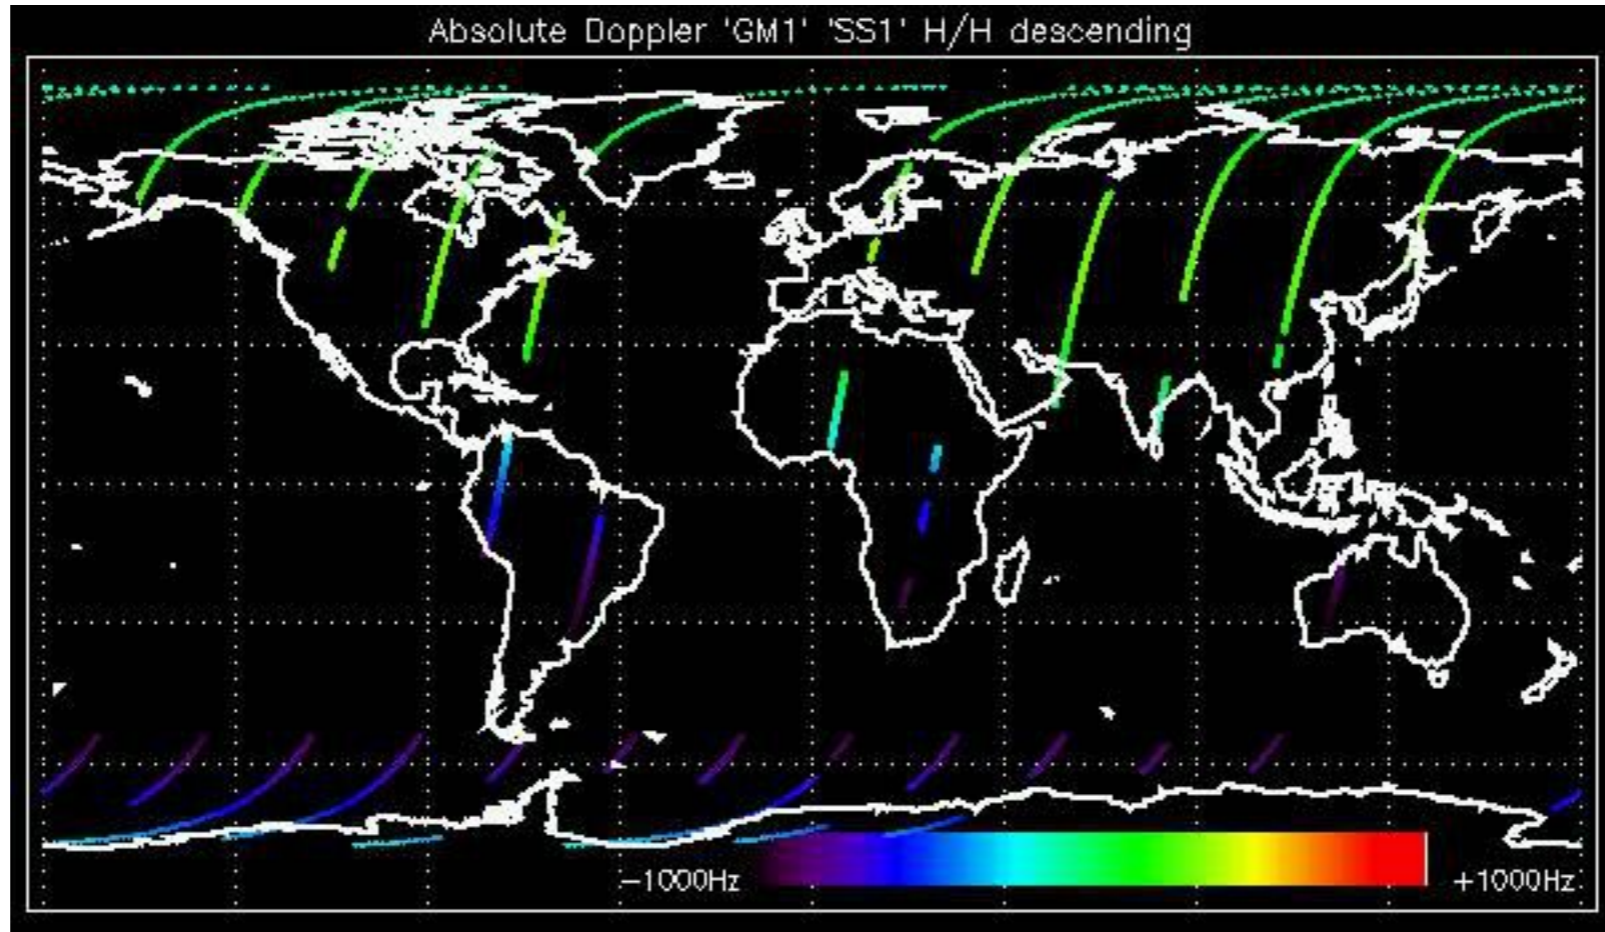 Absolute Doppler 'GM1' 'SS1' H/H descending
−1000Hz +1000Hz